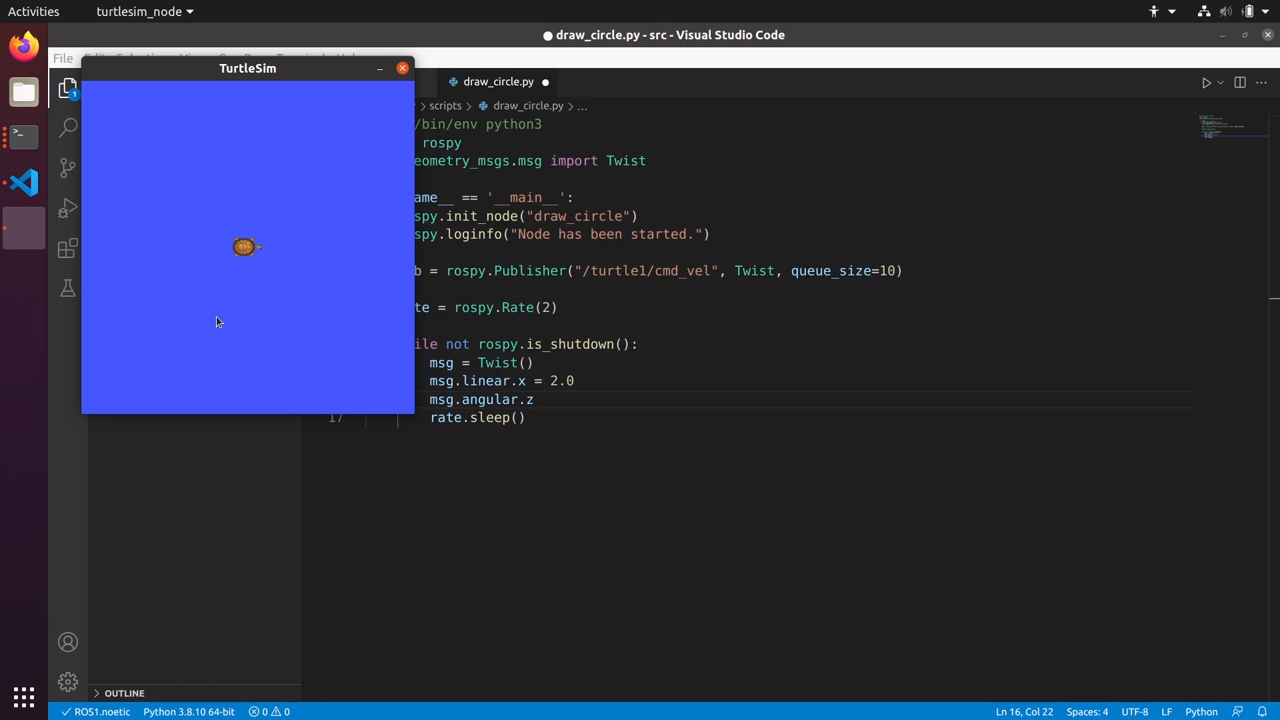 Activities turtlesim_node
draw_circle.py - src - Visual Studio Code
File
TurtleSim
draw_circle.py
scripts > draw_circle.py > ...
/bin/env python3
rospy
eometry_msgs.msg import Twist
ame__ == '__main__':
spy.init_node("draw_circle")
spy.loginfo("Node has been started.")
b = rospy.Publisher("/turtle1/cmd_vel", Twist, queue_size=10)
te = rospy.Rate(2)
ile not rospy.is_shutdown():
msg = Twist()
msg.linear.x = 2.0
msg.angular.z
17 rate.sleep()
1
OUTLINE
ROS1.noetic Python 3.8.10 64-bit 0 0 Ln 16, Col 22 Spaces: 4 UTF-8 LF Python